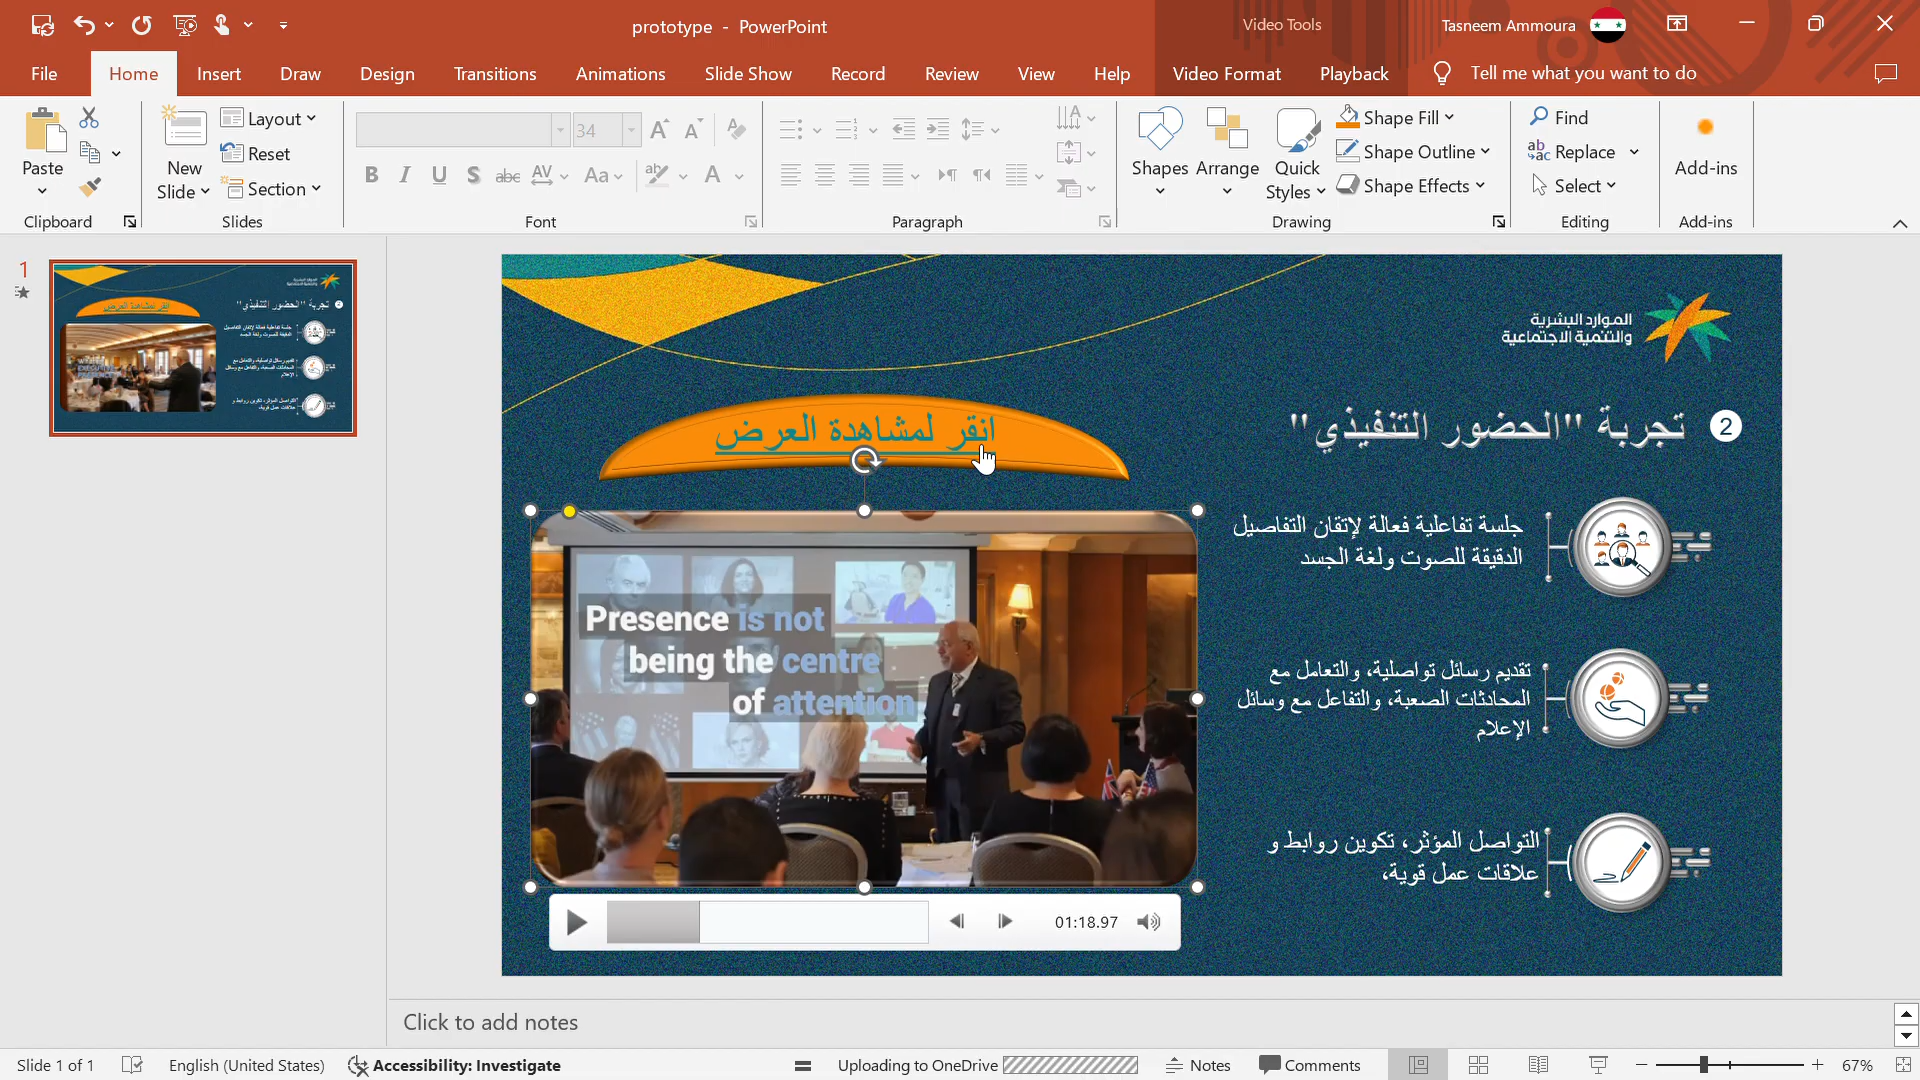 prototype - PowerPoint
Video Tools
Tasneem Ammoura
File Home Insert Draw Design Transitions Animations Slide Show Record Review View Help Video Format Playback Tell me what you want to do
Paste
Clipboard
New Slide
Layout
Reset
Section
Slides
34
Font
Paragraph
Shapes
Arrange
Quick Styles
Shape Fill
Shape Outline
Shape Effects
Drawing
Find
Replace
Select
Editing
Add-ins
Add-ins
1
الموارد البشرية
والتنمية الاجتماعية
2
تجربة "الحضور التنفيذي"
انقر لمشاهدة العرض
جلسة تفاعلية فعالة لإتقان التفاصيل
الدقيقة للصوت ولغة الجسد
تقديم رسائل تواصلية، والتعامل مع
المحادثات الصعبة، والتفاعل مع وسائل
الإعلام
التواصل المؤثر، تكوين روابط و
علاقات عمل قوية،
Presence is not
being the centre
of attention
01:18.97
Click to add notes
Slide 1 of 1 English (United States) Accessibility: Investigate Uploading to OneDrive Notes Comments 67%